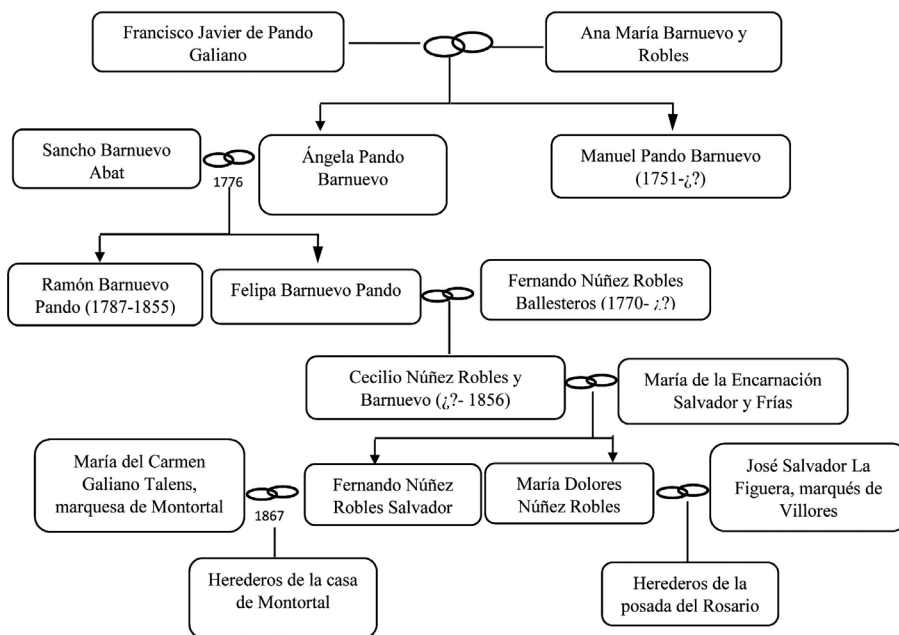 Francisco Javier de Pando
Galiano
Ana María Barnuevo y
Robles
Sancho Barnuevo
Abat
1776
Ángela Pando
Barnuevo
Manuel Pando Barnuevo
(1751-¿?)
Ramón Barnuevo
Pando (1787-1855)
Felipa Barnuevo Pando
Fernando Núñez Robles
Ballesteros (1770- ¿?)
Cecilio Núñez Robles y
Barnuevo (¿?- 1856)
María de la Encarnación
Salvador y Frías
María del Carmen
Galiano Talens,
marquesa de Montortal
1867
Fernando Núñez
Robles Salvador
María Dolores
Núñez Robles
José Salvador La
Figuera, marqués de
Villores
Herederos de la casa
de Montortal
Herederos de la
posada del Rosario